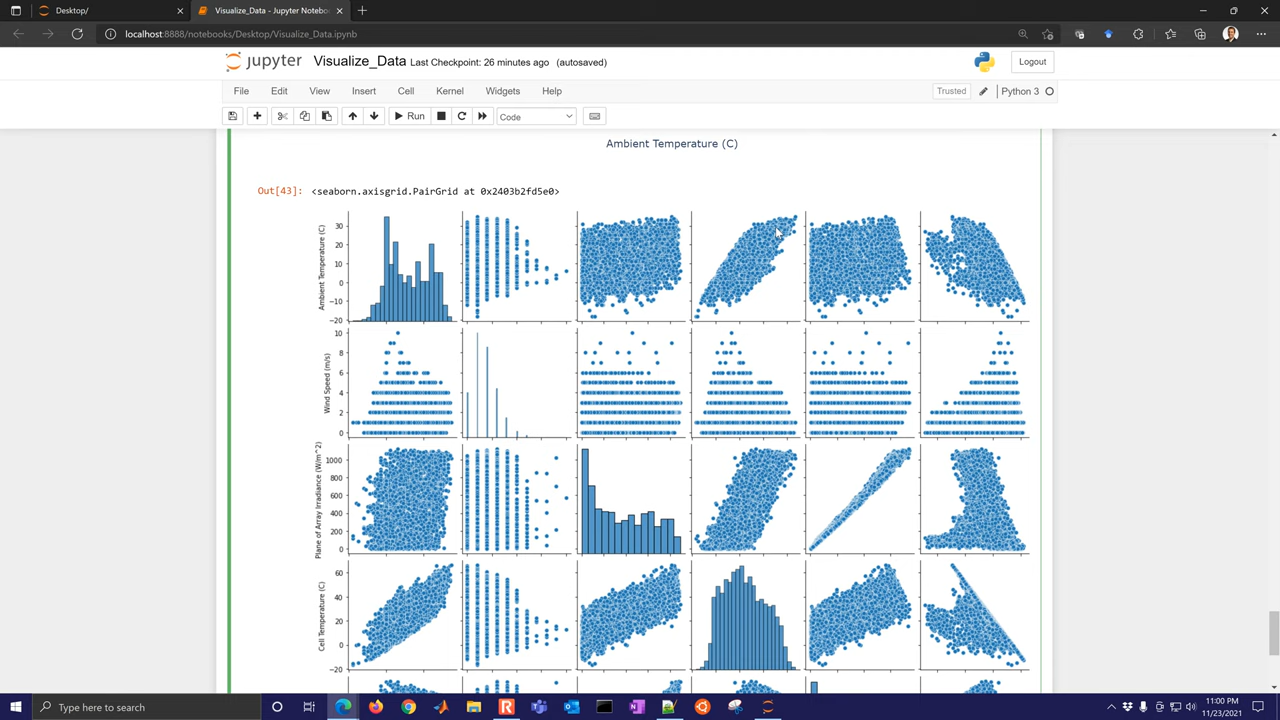 Desktop/
Visualize_Data - Jupyter Notebook
localhost:8888/notebooks/Desktop/Visualize_Data.ipynb
jupyter Visualize_Data Last Checkpoint: 26 minutes ago (autosaved)
Logout
File Edit View Insert Cell Kernel Widgets Help
Trusted Python 3
Run Code
Ambient Temperature (C)
Out[43]: <seaborn.axisgrid.PairGrid at 0x2403b2fd5e0>
Ambient Temperature (C)
30
20
10
0
−10
−20
Wind Speed (m/s)
10
8
6
4
2
0
Plane of Array Irradiance (W/m^2)
1000
800
600
400
200
0
Cell Temperature (C)
60
40
20
0
−20
Type here to search
11:00 PM
11/23/2021